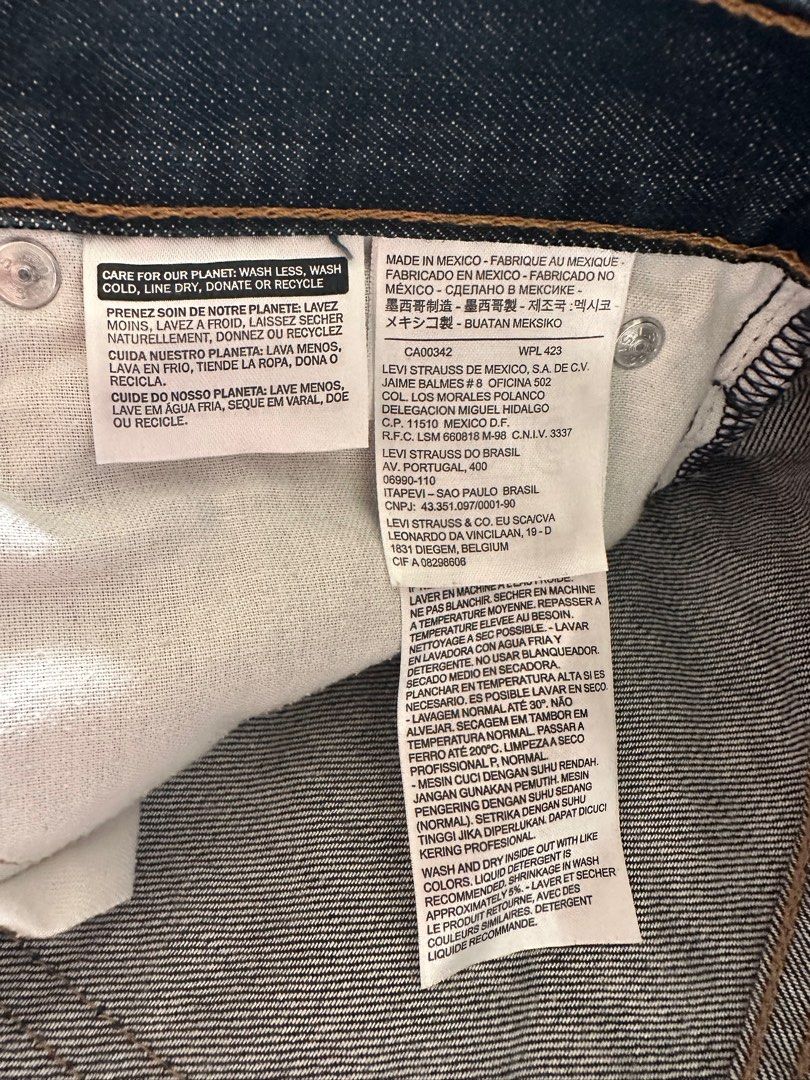 CARE FOR OUR PLANET: WASH LESS, WASH
COLD, LINE DRY, DONATE OR RECYCLE
PRENEZ SOIN DE NOTRE PLANETE: LAVEZ
MOINS, LAVEZ A FROID, LAISSEZ SECHER
NATURELLEMENT, DONNEZ OU RECYCLEZ
CUIDA NUESTRO PLANETA: LAVA MENOS,
LAVA EN FRIO, TIENDE LA ROPA, DONA O
RECICLA.
CUIDE DO NOSSO PLANETA: LAVE MENOS,
LAVE EM ÁGUA FRIA, SEQUE EM VARAL, DOE
OU RECICLE.
MADE IN MEXICO - FABRIQUE AU MEXIQUE -
FABRICADO EN MEXICO - FABRICADO NO
MÉXICO - СДЕЛАНО В МЕКСИКЕ -
墨西哥制造 - 墨西哥製 - 제조국 : 멕시코 -
メキシコ製 - BUATAN MEKSIKO
CA00342 WPL 423
LEVI STRAUSS DE MEXICO, S.A. DE C.V.
JAIME BALMES # 8 OFICINA 502
COL. LOS MORALES POLANCO
DELEGACION MIGUEL HIDALGO
C.P. 11510 MEXICO D.F.
R.F.C. LSM 660818 M-98 C.N.I.V. 3337
LEVI STRAUSS DO BRASIL
AV. PORTUGAL, 400
06990-110
ITAPEVI – SAO PAULO BRASIL
CNPJ: 43.351.097/0001-90
LEVI STRAUSS & CO. EU SCA/CVA
LEONARDO DA VINCILAAN, 19 - D
1831 DIEGEM, BELGIUM
CIF A 08298606
LAVER EN MACHINE A L'EAU FROIDE.
NE PAS BLANCHIR. SECHER EN MACHINE
A TEMPERATURE MOYENNE. REPASSER A
TEMPERATURE ELEVEE AU BESOIN.
NETTOYAGE A SEC POSSIBLE. - LAVAR
EN LAVADORA CON AGUA FRIA Y
DETERGENTE. NO USAR BLANQUEADOR.
SECADO MEDIO EN SECADORA.
PLANCHAR EN TEMPERATURA ALTA SI ES
NECESARIO. ES POSIBLE LAVAR EN SECO.
- LAVAGEM NORMAL ATÉ 30°. NÃO
ALVEJAR. SECAGEM EM TAMBOR EM
TEMPERATURA NORMAL. PASSAR A
FERRO ATÉ 200°C. LIMPEZA A SECO
PROFISSIONAL P, NORMAL.
- MESIN CUCI DENGAN SUHU RENDAH.
JANGAN GUNAKAN PEMUTIH. MESIN
PENGERING DENGAN SUHU SEDANG
(NORMAL). SETRIKA DENGAN SUHU
TINGGI JIKA DIPERLUKAN. DAPAT DICUCI
KERING PROFESIONAL.
WASH AND DRY INSIDE OUT WITH LIKE
COLORS. LIQUID DETERGENT IS
RECOMMENDED. SHRINKAGE IN WASH
APPROXIMATELY 5%. - LAVER ET SECHER
LE PRODUIT RETOURNE, AVEC DES
COULEURS SIMILAIRES. DETERGENT
LIQUIDE RECOMMANDE.